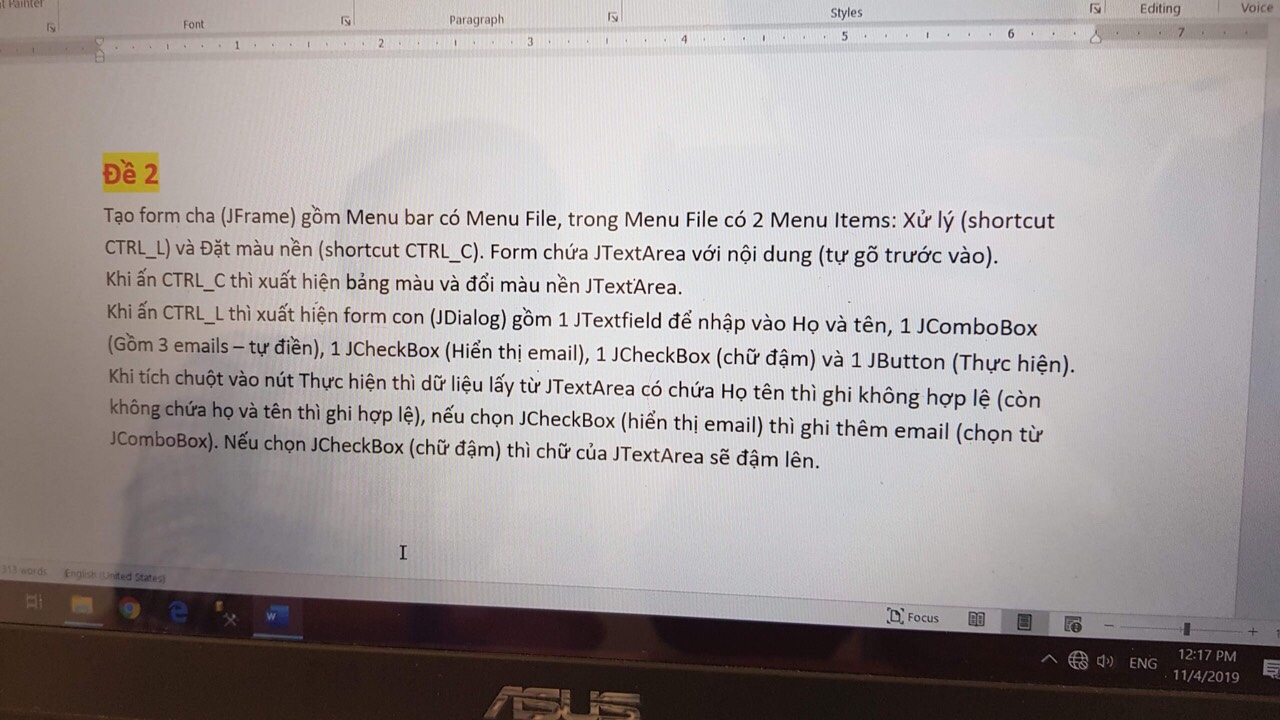 Painter
Font Paragraph Styles Editing Voice
1 2 3 4 5 6 7
Đề 2
Tạo form cha (JFrame) gồm Menu bar có Menu File, trong Menu File có 2 Menu Items: Xử lý (shortcut
CTRL_L) và Đặt màu nền (shortcut CTRL_C). Form chứa JTextArea với nội dung (tự gõ trước vào).
Khi ấn CTRL_C thì xuất hiện bảng màu và đổi màu nền JTextArea.
Khi ấn CTRL_L thì xuất hiện form con (JDialog) gồm 1 JTextfield để nhập vào Họ và tên, 1 JComboBox
(Gồm 3 emails – tự điền), 1 JCheckBox (Hiển thị email), 1 JCheckBox (chữ đậm) và 1 JButton (Thực hiện).
Khi tích chuột vào nút Thực hiện thì dữ liệu lấy từ JTextArea có chứa Họ tên thì ghi không hợp lệ (còn
không chứa họ và tên thì ghi hợp lệ), nếu chọn JCheckBox (hiển thị email) thì ghi thêm email (chọn từ
JComboBox). Nếu chọn JCheckBox (chữ đậm) thì chữ của JTextArea sẽ đậm lên.
353 words English (United States)
Focus
W
ENG 12:17 PM
11/4/2019
ASUS